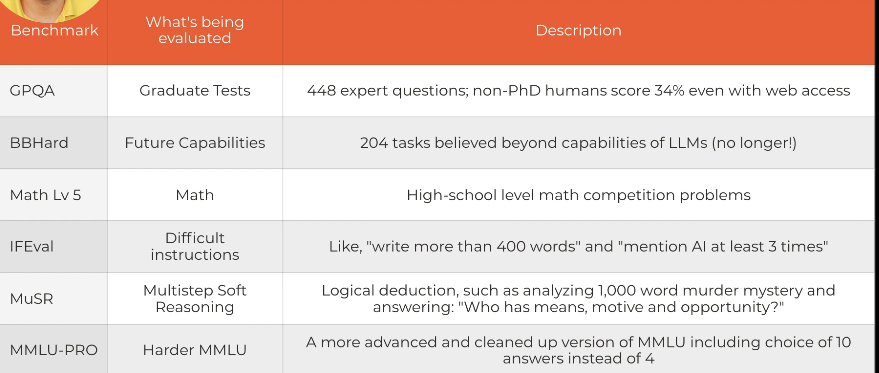 Benchmark
What's being
evaluated
Description
GPQA
Graduate Tests
448 expert questions; non-PhD humans score 34% even with web access
BBHard
Future Capabilities
204 tasks believed beyond capabilities of LLMs (no longer!)
Math Lv 5
Math
High-school level math competition problems
IFEval
Difficult
instructions
Like, "write more than 400 words" and "mention AI at least 3 times"
MuSR
Multistep Soft
Reasoning
Logical deduction, such as analyzing 1,000 word murder mystery and
answering: "Who has means, motive and opportunity?"
MMLU-PRO
Harder MMLU
A more advanced and cleaned up version of MMLU including choice of 10
answers instead of 4